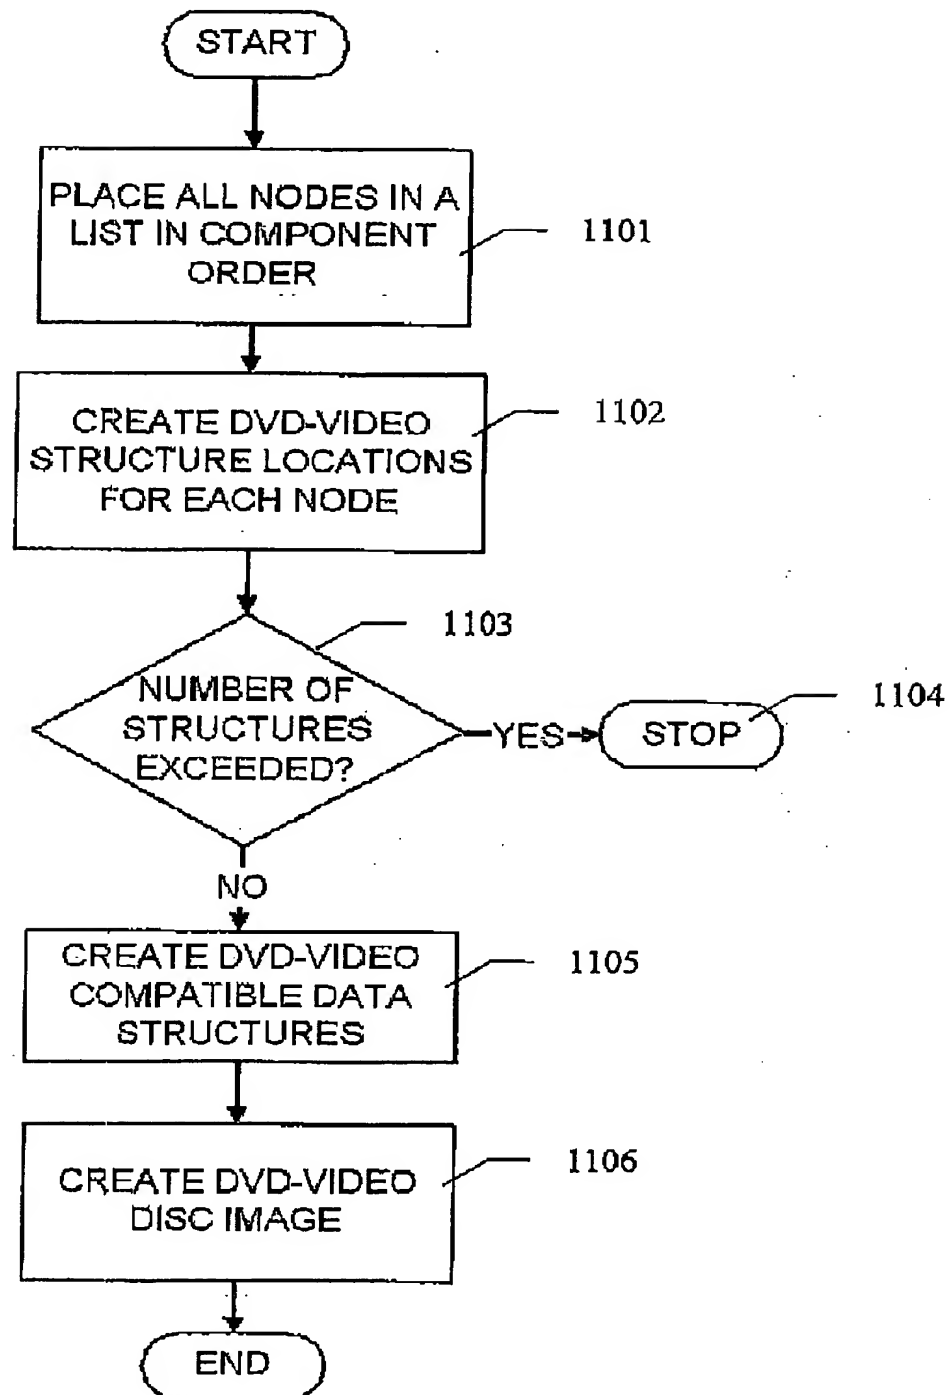 START
PLACE ALL NODES IN A
LIST IN COMPONENT
ORDER
1101
CREATE DVD-VIDEO
STRUCTURE LOCATIONS
FOR EACH NODE
1102
1103
NUMBER OF
STRUCTURES
EXCEEDED?
YES
STOP
1104
NO
CREATE DVD-VIDEO
COMPATIBLE DATA
STRUCTURES
1105
CREATE DVD-VIDEO
DISC IMAGE
1106
END